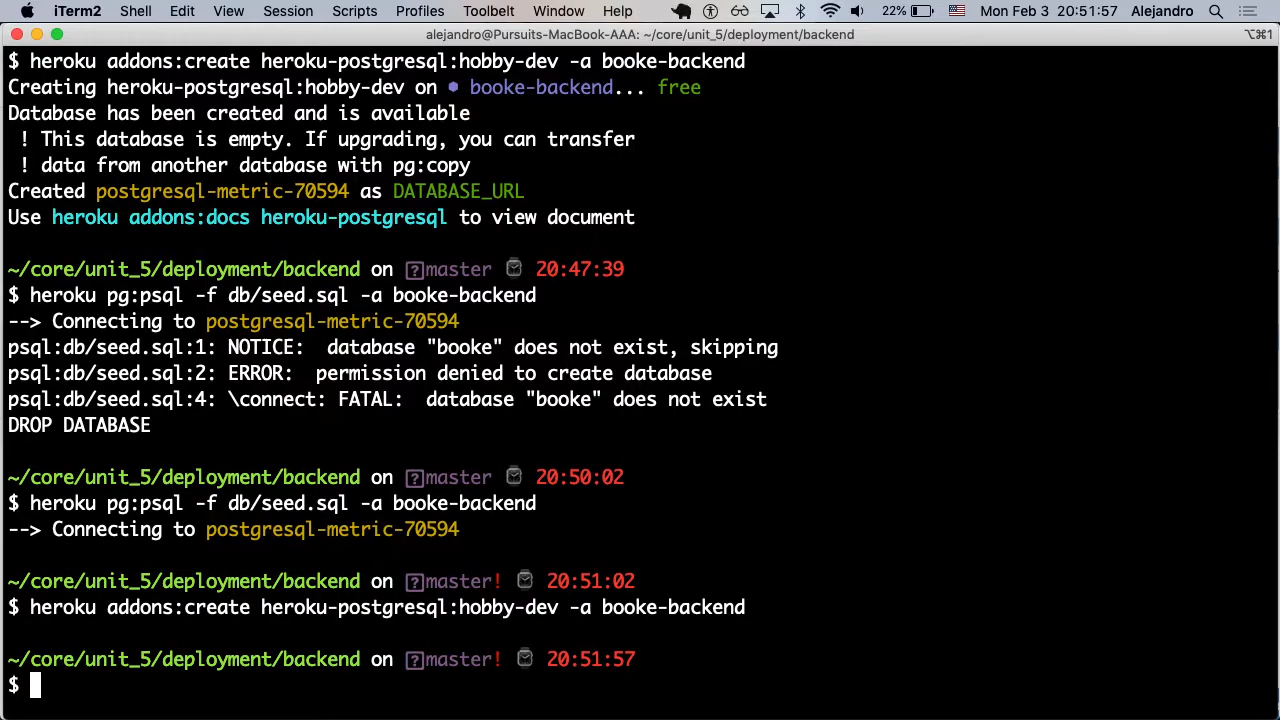 iTerm2 Shell Edit View Session Scripts Profiles Toolbelt Window Help 22% Mon Feb 3 20:51:57 Alejandro
alejandro@Pursuits-MacBook-AAA: ~/core/unit_5/deployment/backend ⌥⌘1
$ heroku addons:create heroku-postgresql:hobby-dev -a booke-backend
Creating heroku-postgresql:hobby-dev on ⬢ booke-backend... free
Database has been created and is available
! This database is empty. If upgrading, you can transfer
! data from another database with pg:copy
Created postgresql-metric-70594 as DATABASE_URL
Use heroku addons:docs heroku-postgresql to view document
~/core/unit_5/deployment/backend on ?master 20:47:39
$ heroku pg:psql -f db/seed.sql -a booke-backend
--> Connecting to postgresql-metric-70594
psql:db/seed.sql:1: NOTICE:  database "booke" does not exist, skipping
psql:db/seed.sql:2: ERROR:  permission denied to create database
psql:db/seed.sql:4: \connect: FATAL:  database "booke" does not exist
DROP DATABASE
~/core/unit_5/deployment/backend on ?master 20:50:02
$ heroku pg:psql -f db/seed.sql -a booke-backend
--> Connecting to postgresql-metric-70594
~/core/unit_5/deployment/backend on ?master! 20:51:02
$ heroku addons:create heroku-postgresql:hobby-dev -a booke-backend
~/core/unit_5/deployment/backend on ?master! 20:51:57
$